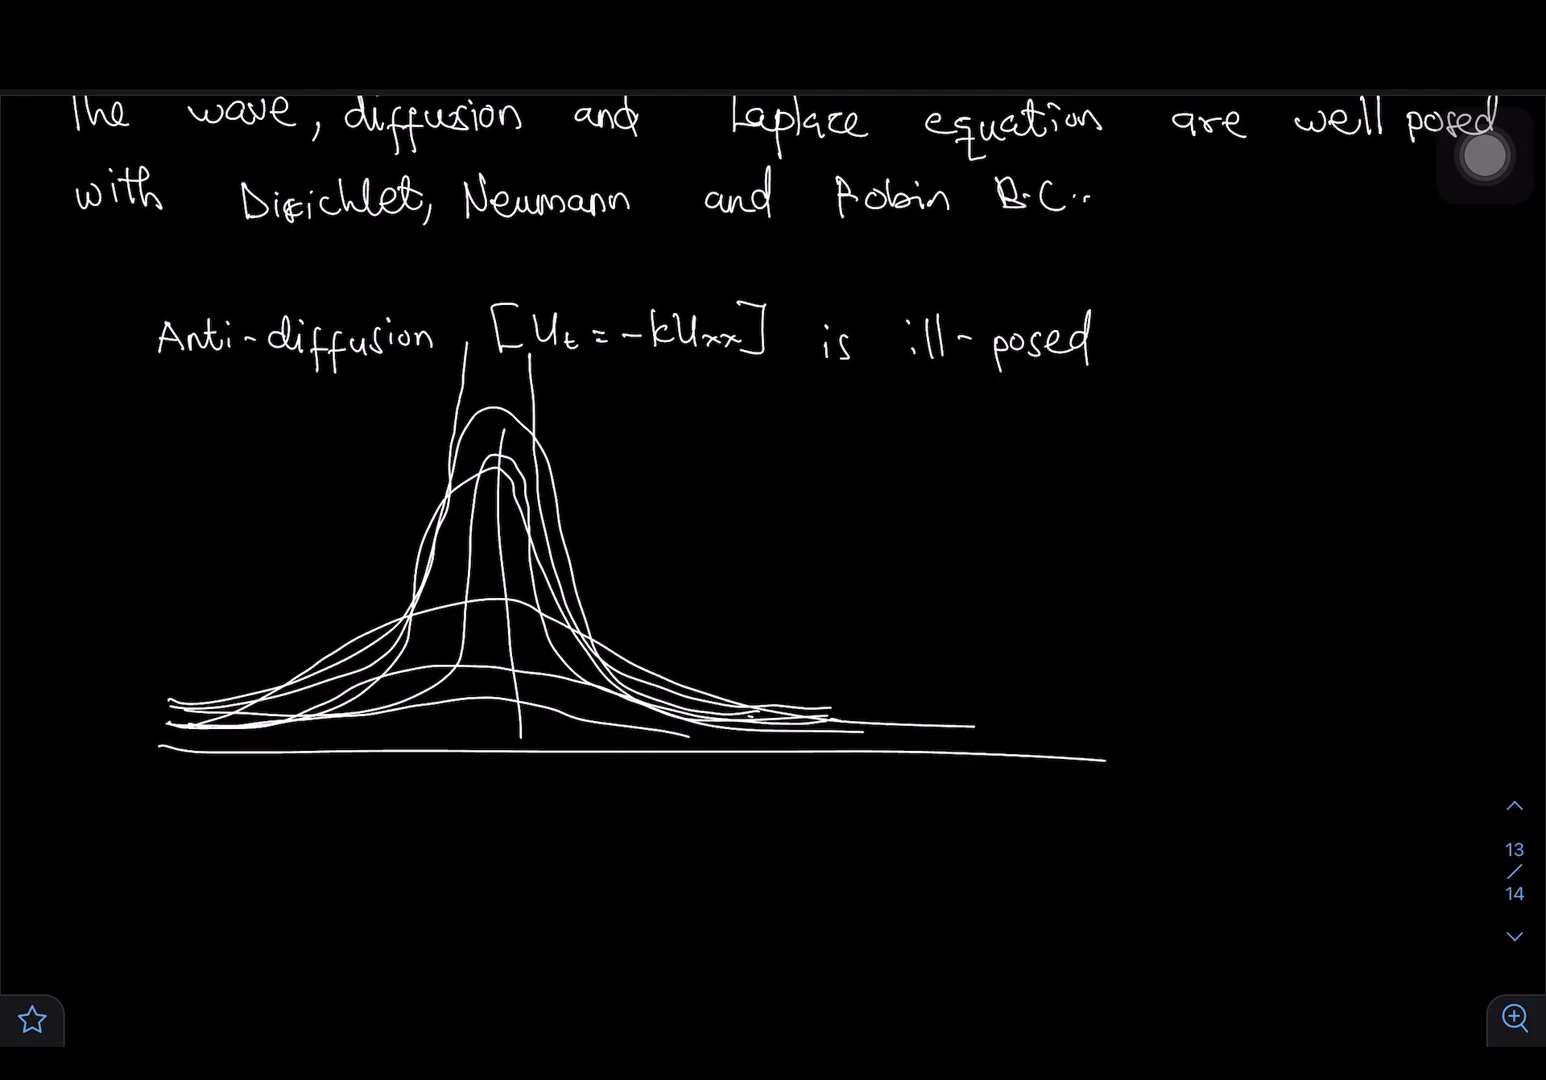 The wave, diffusion and Laplace equation are well posed
with Dirichlet, Neumann and Robin B.C..
Anti-diffusion [Ut = -kUxx] is ill-posed
13
/
14